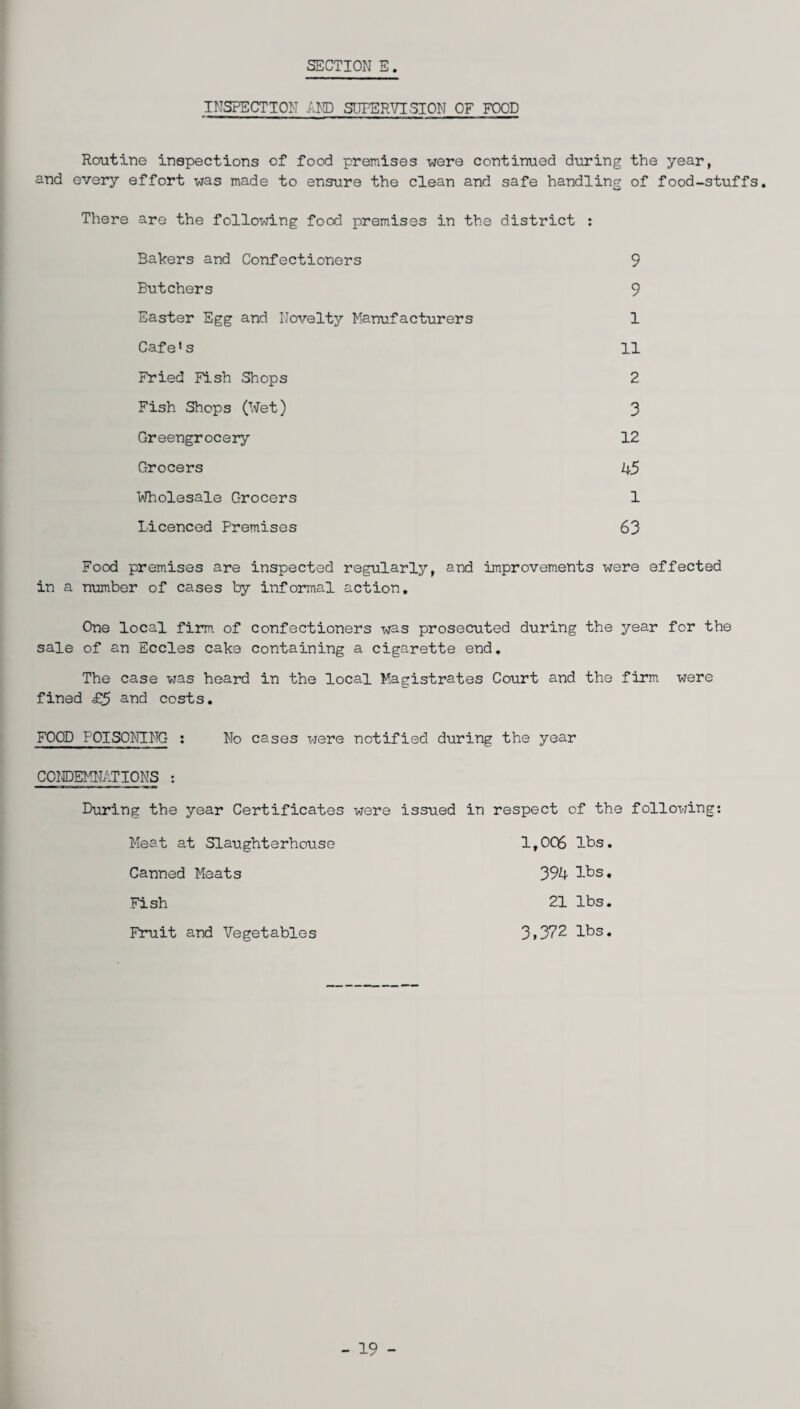 SECTION E.
INSPECTION AND SUPERVISION OF FOOD
Routine inspections of food premises were continued during the year,
and every effort was made to ensure the clean and safe handling of food-stuffs.
There are the following food premises in the district :
Bakers and Confectioners 9
Butchers 9
Easter Egg and Novelty Manufacturers 1
Cafe's 11
Fried Fish Shops 2
Fish Shops (Wet) 3
Greengrocery 12
Grocers 45
Wholesale Grocers 1
Licenced Premises 63
Food premises are inspected regularly, and improvements were effected
in a number of cases by informal action.
One local firm of confectioners was prosecuted during the year for the
sale of an Eccles cake containing a cigarette end.
The case was heard in the local Magistrates Court and the firm were
fined £5 and costs.
FOOD POISONING : No cases were notified during the year
CONDEMNATIONS :
During the year Certificates were issued in respect of the following:
Meat at Slaughterhouse 1,006 lbs.
Canned Meats 394 lbs.
Fish 21 lbs.
Fruit and Vegetables 3,372 lbs.
- 19 -